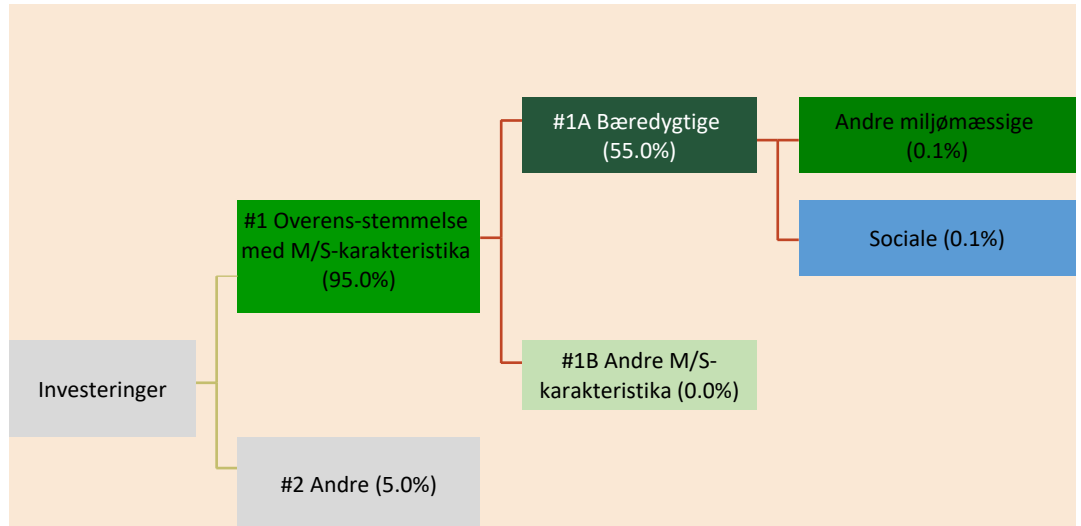 #1A Bæredygtige
(55.0%)
Andre miljømæssige
(0.1%)
#1 Overens-stemmelse
med M/S-karakteristika
(95.0%)
Sociale (0.1%)
#1B Andre M/S-
karakteristika (0.0%)
Investeringer
#2 Andre (5.0%)